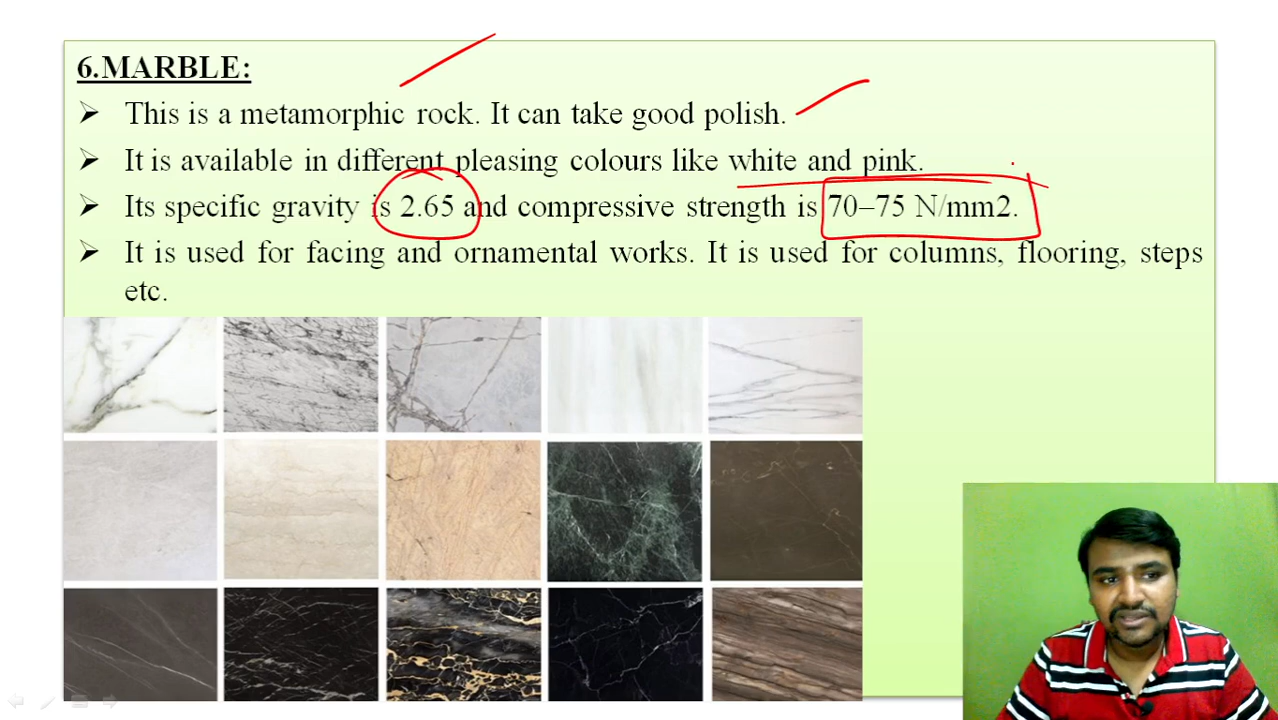 6.MARBLE:
➢ This is a metamorphic rock. It can take good polish.
➢ It is available in different pleasing colours like white and pink.
➢ Its specific gravity is 2.65 and compressive strength is 70–75 N/mm2.
➢ It is used for facing and ornamental works. It is used for columns, flooring, steps
etc.